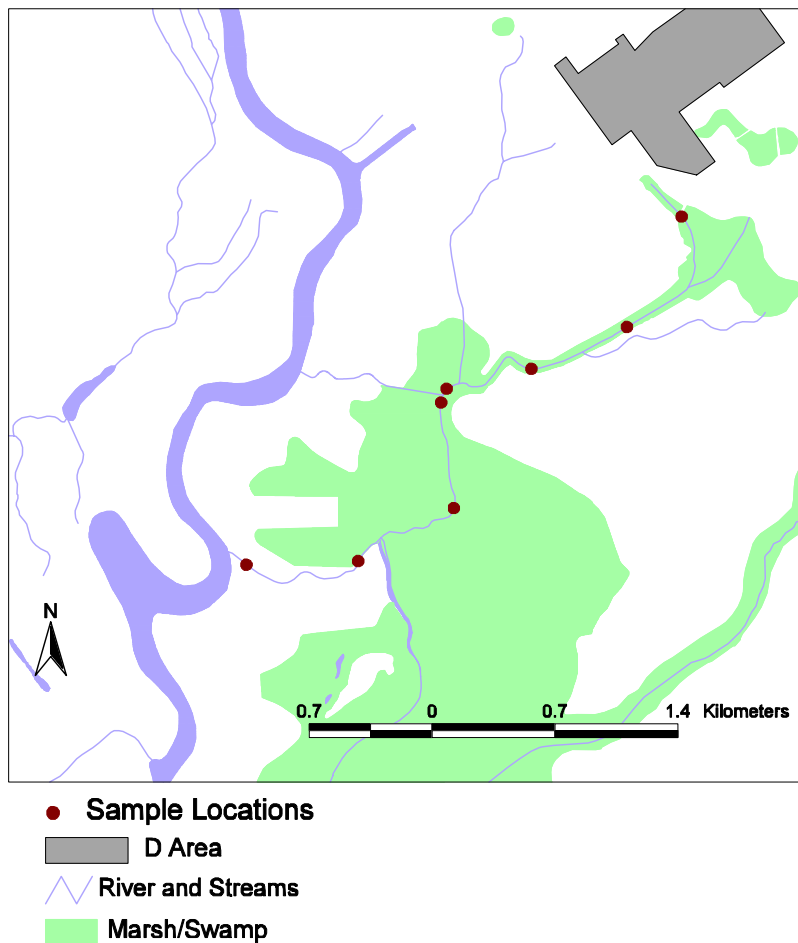 N
0.7 0 0.7 1.4 Kilometers
Sample Locations
D Area
River and Streams
Marsh/Swamp